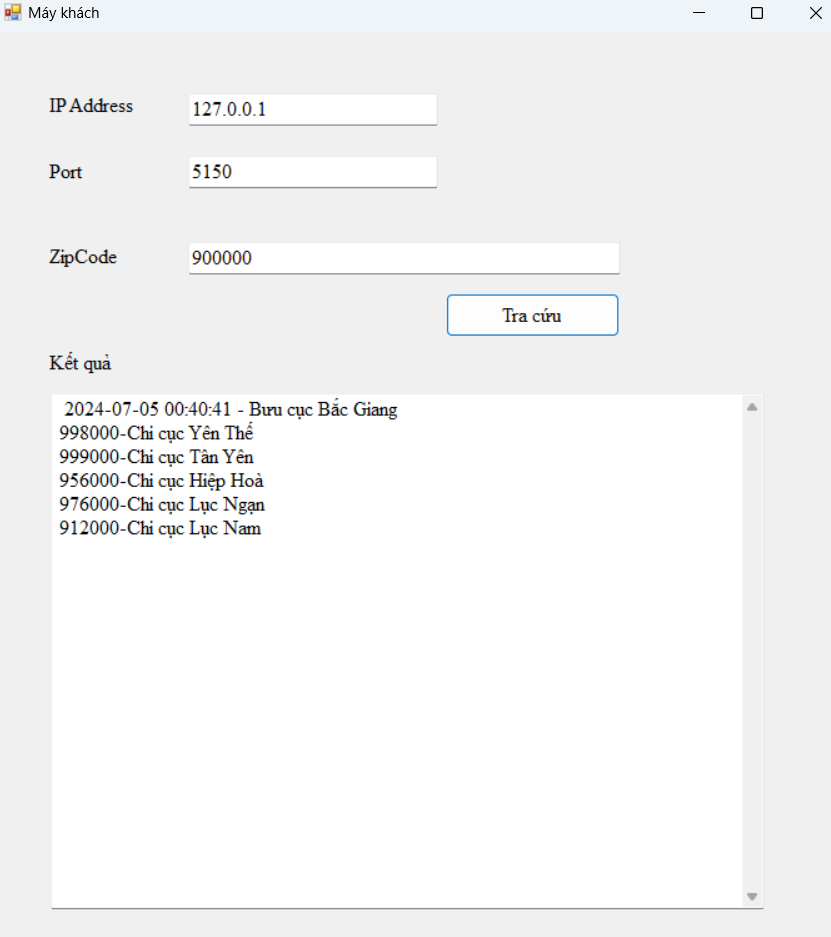 Máy khách
IP Address
127.0.0.1
Port
5150
ZipCode
900000
Tra cứu
Kết quả
2024-07-05 00:40:41 - Bưu cục Bắc Giang
998000-Chi cục Yên Thế
999000-Chi cục Tân Yên
956000-Chi cục Hiệp Hoà
976000-Chi cục Lục Ngạn
912000-Chi cục Lục Nam